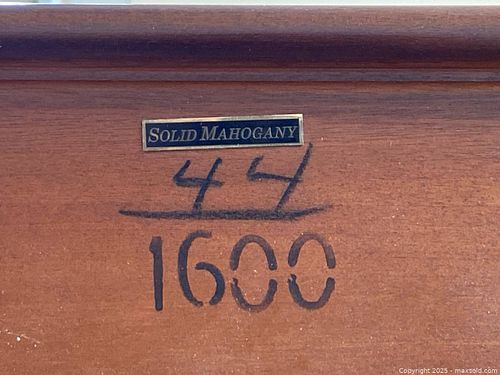 SOLID MAHOGANY
44
1600
Copyright 2025 - maxsold.com